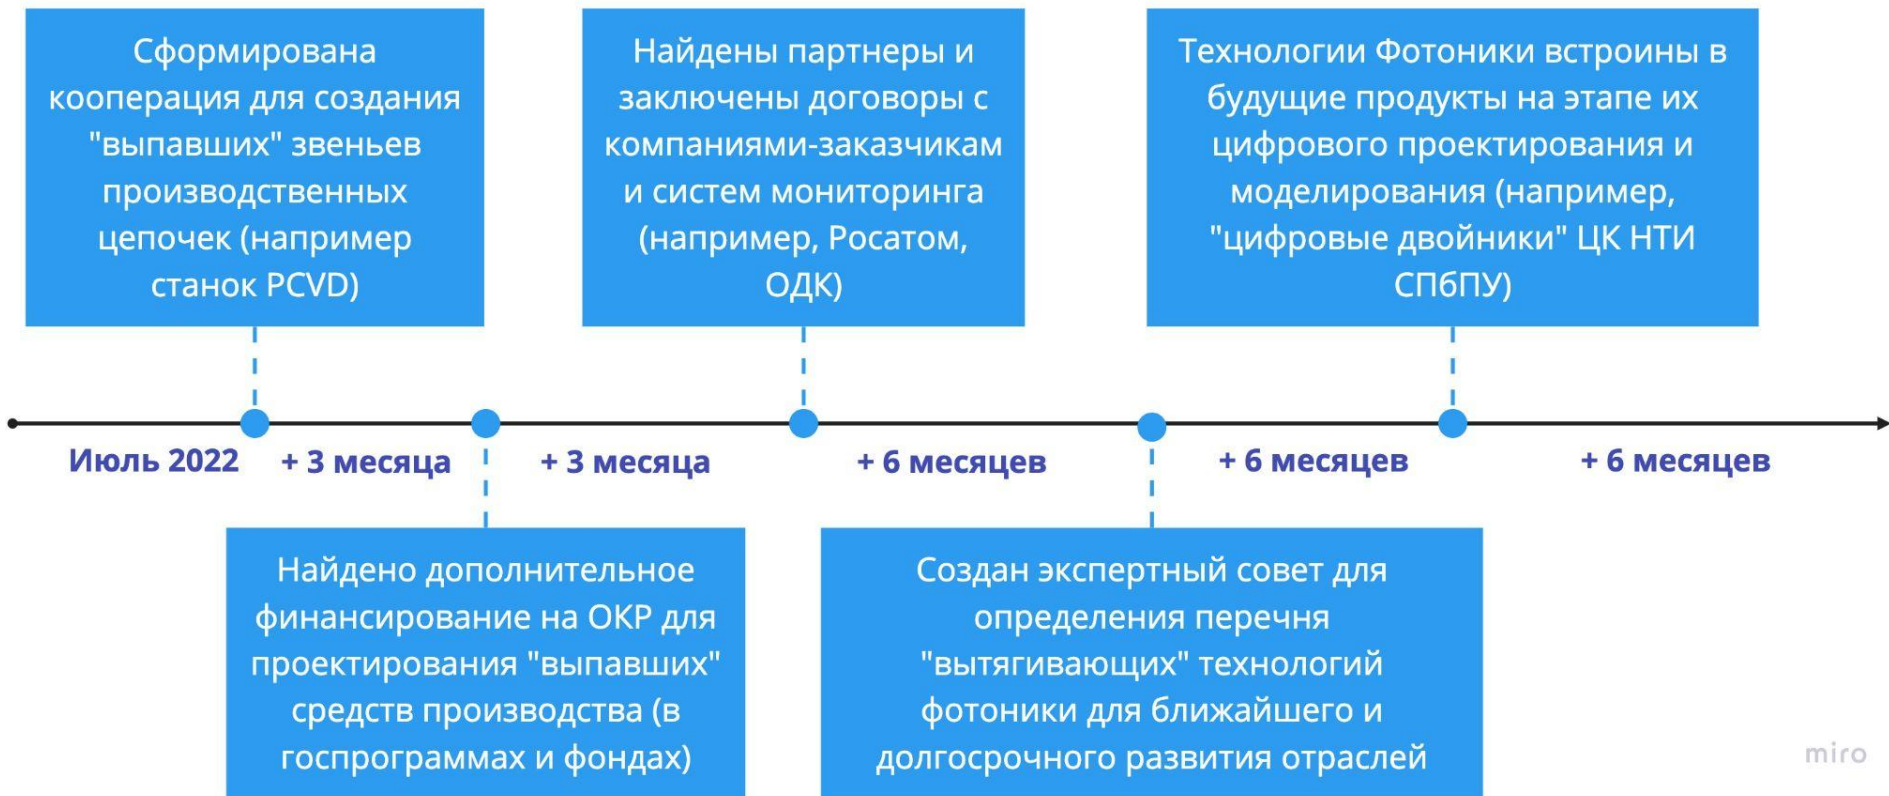 Сформирована
кооперация для создания
"выпавших" звеньев
производственных
цепочек (например
станок PCVD)
Найдены партнеры и
заключены договоры с
компаниями-заказчикам
и систем мониторинга
(например, Росатом,
ОДК)
Технологии Фотоники встроины в
будущие продукты на этапе их
цифрового проектирования и
моделирования (например,
"цифровые двойники" ЦК НТИ
СПбПУ)
Июль 2022
+ 3 месяца
+ 3 месяца
+ 6 месяцев
+ 6 месяцев
+ 6 месяцев
Найдено дополнительное
финансирование на ОКР для
проектирования "выпавших"
средств производства (в
госпрограммах и фондах)
Создан экспертный совет для
определения перечня
"вытягивающих" технологий
фотоники для ближайшего и
долгосрочного развития отраслей
miro